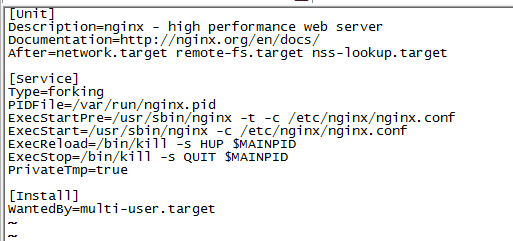 [Unit]
Description=nginx - high performance web server
Documentation=http://nginx.org/en/docs/
After=network.target remote-fs.target nss-lookup.target

[Service]
Type=forking
PIDFile=/var/run/nginx.pid
ExecStartPre=/usr/sbin/nginx -t -c /etc/nginx/nginx.conf
ExecStart=/usr/sbin/nginx -c /etc/nginx/nginx.conf
ExecReload=/bin/kill -s HUP $MAINPID
ExecStop=/bin/kill -s QUIT $MAINPID
PrivateTmp=true

[Install]
WantedBy=multi-user.target
~
~